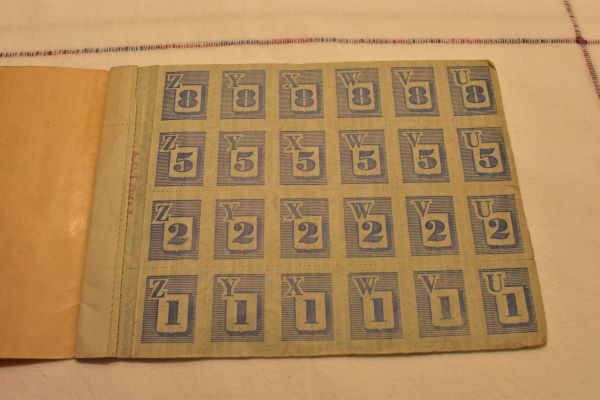 Z 8 Y 8 X 8 W 8 V 8 U 8
Z 5 Y 5 X 5 W 5 V 5 U 5
Z 2 Y 2 X 2 W 2 V 2 U 2
Z 1 Y 1 X 1 W 1 V 1 U 1